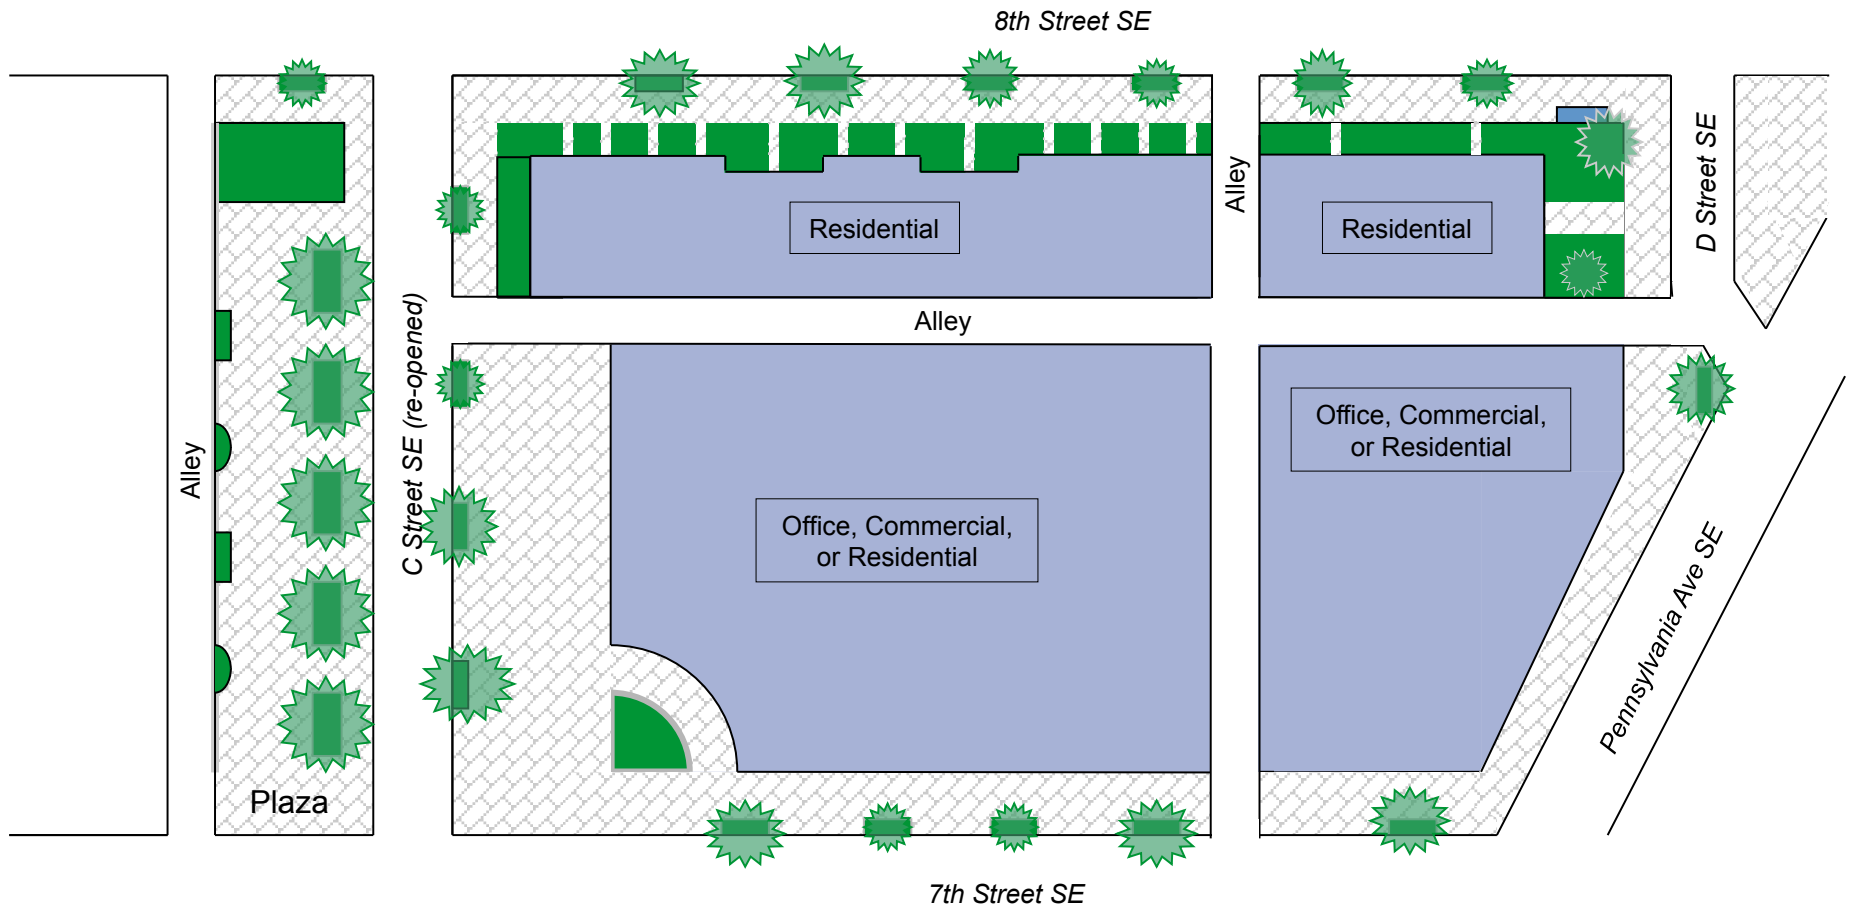 8th Street SE
Residential
Alley
Residential
D Street SE
Alley
C Street SE (re-opened)
Alley
Office, Commercial,
or Residential
Office, Commercial,
or Residential
Pennsylvania Ave SE
Plaza
7th Street SE